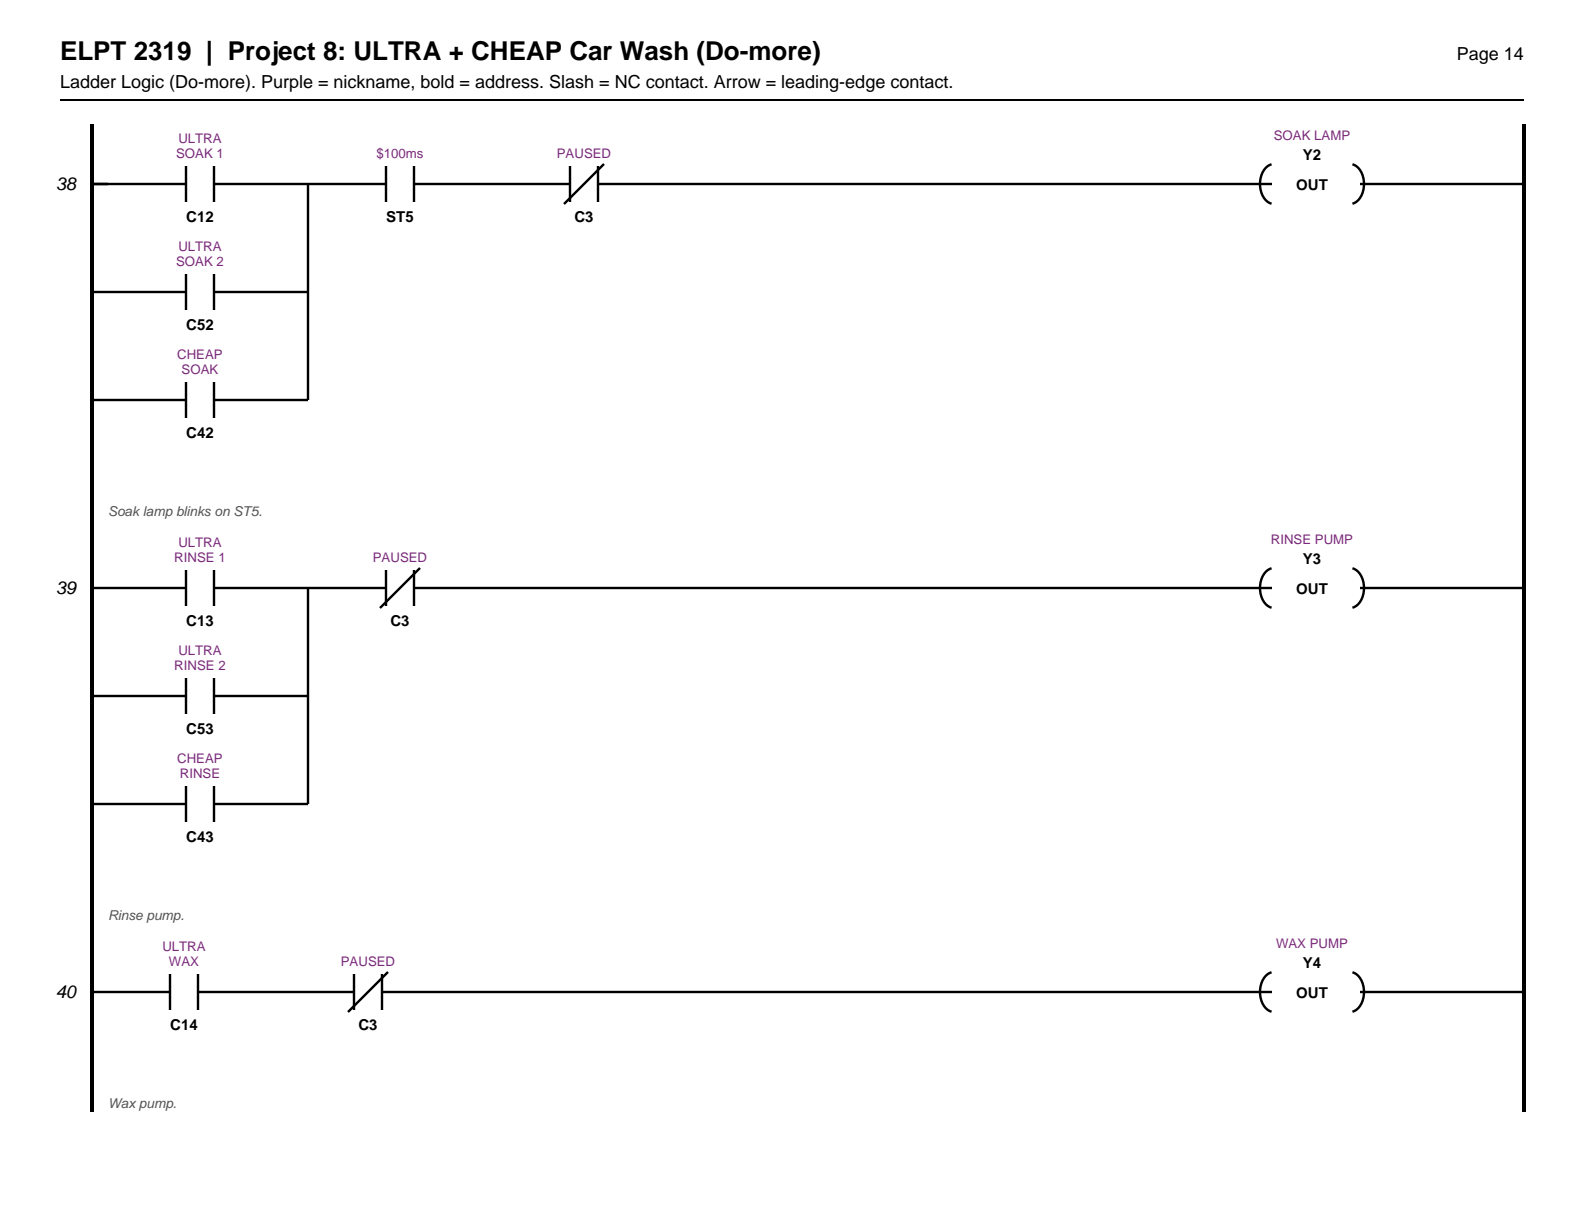 ELPT 2319 | Project 8: ULTRA + CHEAP Car Wash (Do-more)
Page 14
Ladder Logic (Do-more). Purple = nickname, bold = address. Slash = NC contact. Arrow = leading-edge contact.
38
ULTRA
SOAK 1
C12
$100ms
ST5
PAUSED
C3
SOAK LAMP
Y2
OUT
ULTRA
SOAK 2
C52
CHEAP
SOAK
C42
Soak lamp blinks on ST5.
39
ULTRA
RINSE 1
C13
PAUSED
C3
RINSE PUMP
Y3
OUT
ULTRA
RINSE 2
C53
CHEAP
RINSE
C43
Rinse pump.
40
ULTRA
WAX
C14
PAUSED
C3
WAX PUMP
Y4
OUT
Wax pump.